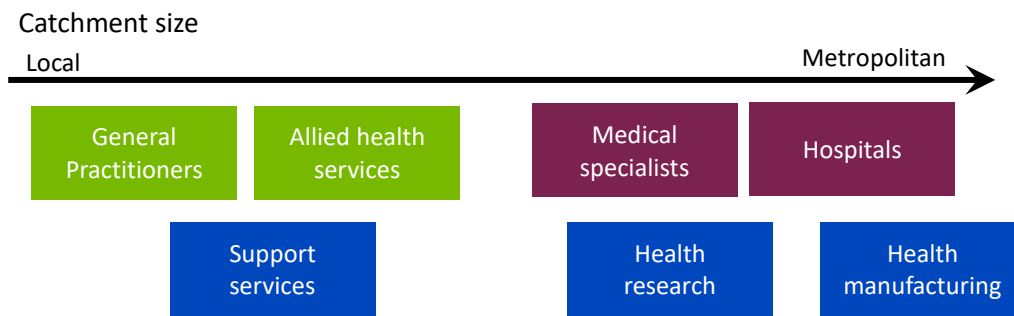 Catchment size
Local
Metropolitan
General
Practitioners
Allied health
services
Medical
specialists
Hospitals
Support
services
Health
research
Health
manufacturing